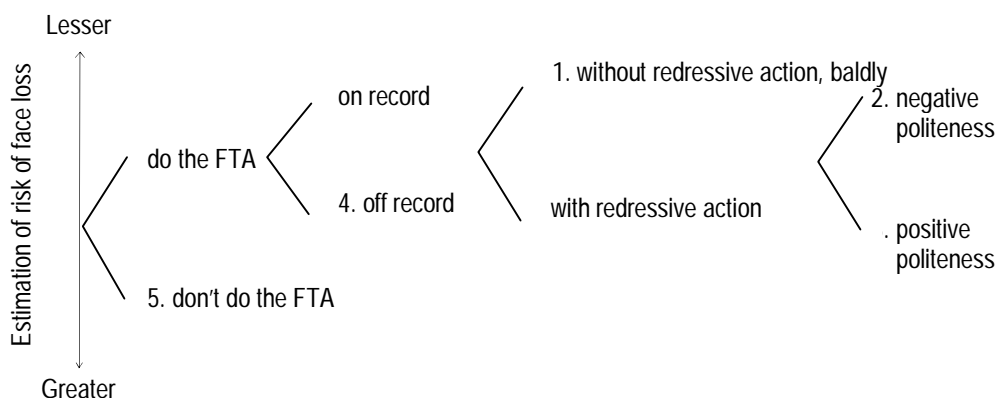 Lesser
Estimation of risk of face loss
1. without redressive action, baldly
on record
2. negative
politeness
do the FTA
4. off record
with redressive action
. positive
politeness
5. don't do the FTA
Greater